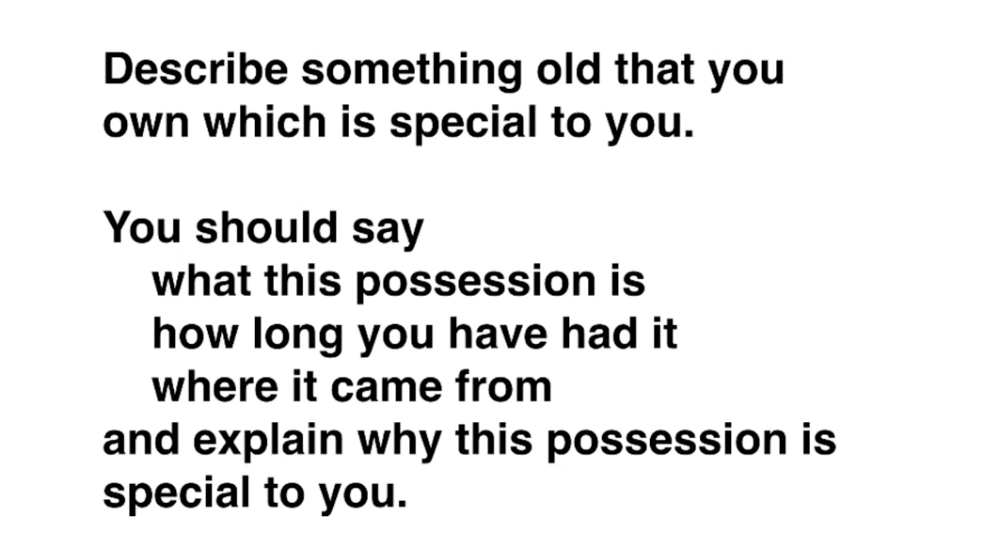 Describe something old that you
own which is special to you.
You should say
what this possession is
how long you have had it
where it came from
and explain why this possession is
special to you.